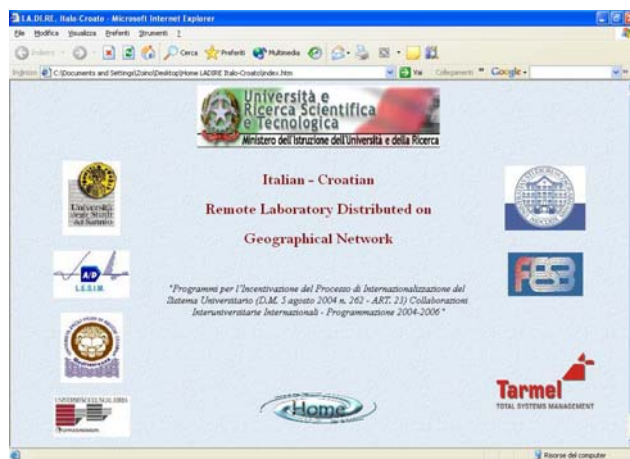 LA.DI.RE. Italo-Croato - Microsoft Internet Explorer
File Modifica Visualizza Preferiti Strumenti ?
Indietro Cerca Preferiti Multimedia
Indirizzo C:\Documents and Settings\Zoino\Desktop\Home LADIRE Italo-Croato\index.htm Vai Collegamenti Google
Università e
Ricerca Scientifica
e Tecnologica
Ministero dell'Istruzione dell'Università e della Ricerca
Italian - Croatian
Remote Laboratory Distributed on
Geographical Network
Università
degli Studi
del Sannio
A/D
L.E.S.I.M.
"Programmi per l'Incentivazione del Processo di Internazionalizzazione del
Sistema Universitario (D.M. 5 agosto 2004 n. 262 - ART. 23) Collaborazioni
Interuniversitarie Internazionali - Programmazione 2004-2006 "
Tarmel
TOTAL SYSTEMS MANAGEMENT
Home
Risorse del computer